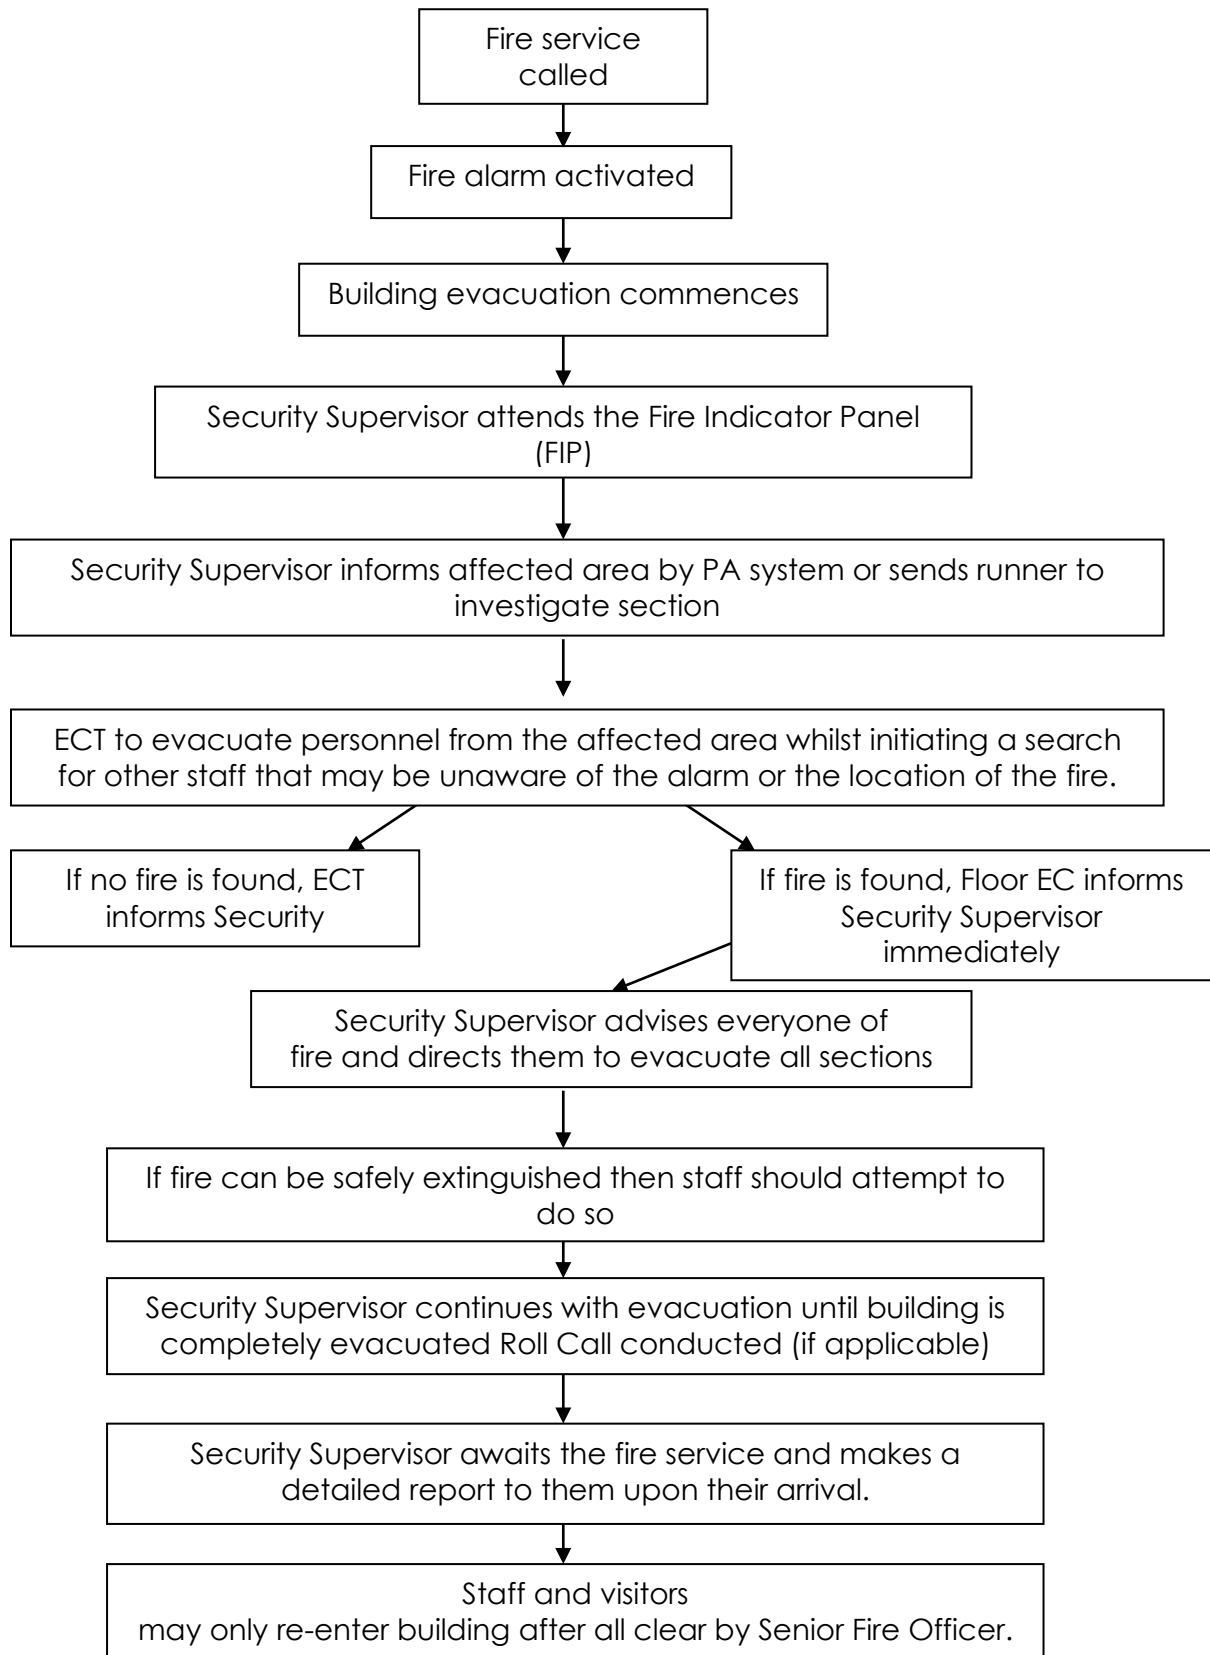 Fire service
called
Fire alarm activated
Building evacuation commences
Security Supervisor attends the Fire Indicator Panel
(FIP)
Security Supervisor informs affected area by PA system or sends runner to
investigate section
ECT to evacuate personnel from the affected area whilst initiating a search
for other staff that may be unaware of the alarm or the location of the fire.
If no fire is found, ECT
informs Security
If fire is found, Floor EC informs
Security Supervisor
immediately
Security Supervisor advises everyone of
fire and directs them to evacuate all sections
If fire can be safely extinguished then staff should attempt to
do so
Security Supervisor continues with evacuation until building is
completely evacuated Roll Call conducted (if applicable)
Security Supervisor awaits the fire service and makes a
detailed report to them upon their arrival.
Staff and visitors
may only re-enter building after all clear by Senior Fire Officer.